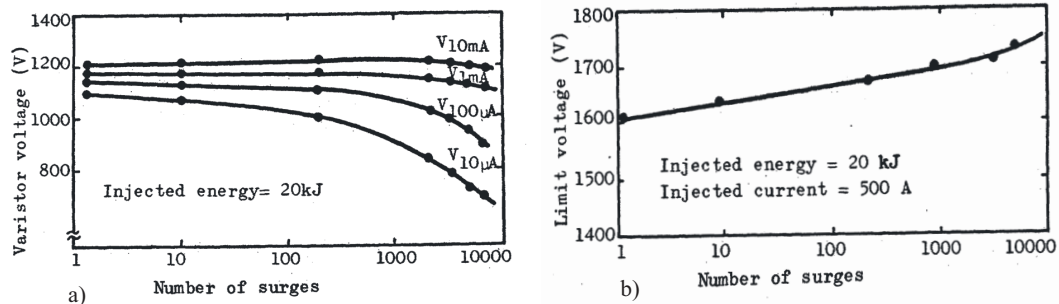 1400
1200
1000
800
Varistor voltage (V)
V10mA
V1mA
V100μA
V10μA
Injected energy= 20kJ
1
10
100
1000
10000
Number of surges
a)
1800
1700
1600
1500
1400
Limit voltage (V)
Injected energy = 20 kJ
Injected current = 500 A
1
10
100
1000
10000
Number of surges
b)